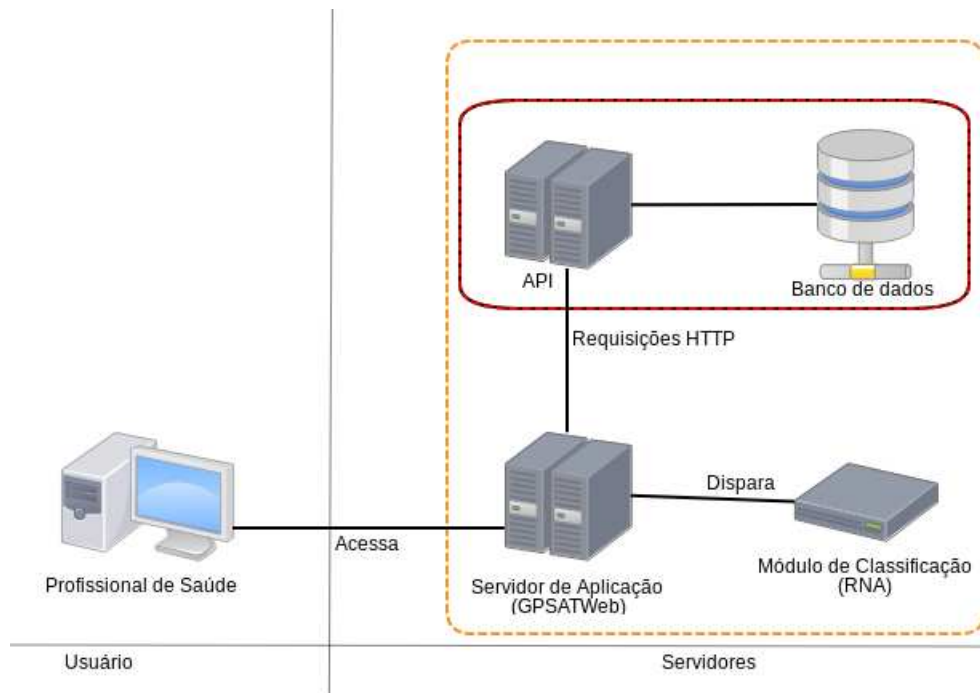 API
Banco de dados
Requisições HTTP
Dispara
Acessa
Profissional de Saúde
Servidor de Aplicação
(GPSATWeb)
Módulo de Classificação
(RNA)
Usuário
Servidores